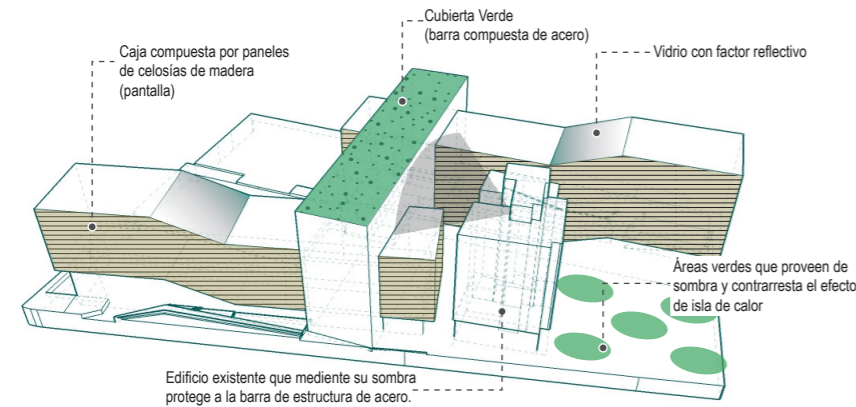 Cubierta Verde
(barra compuesta de acero)
Caja compuesta por paneles
de celosías de madera
(pantalla)
Vidrio con factor reflectivo
Áreas verdes que proveen de
sombra y contrarresta el efecto
de isla de calor
Edificio existente que mediente su sombra
protege a la barra de estructura de acero.